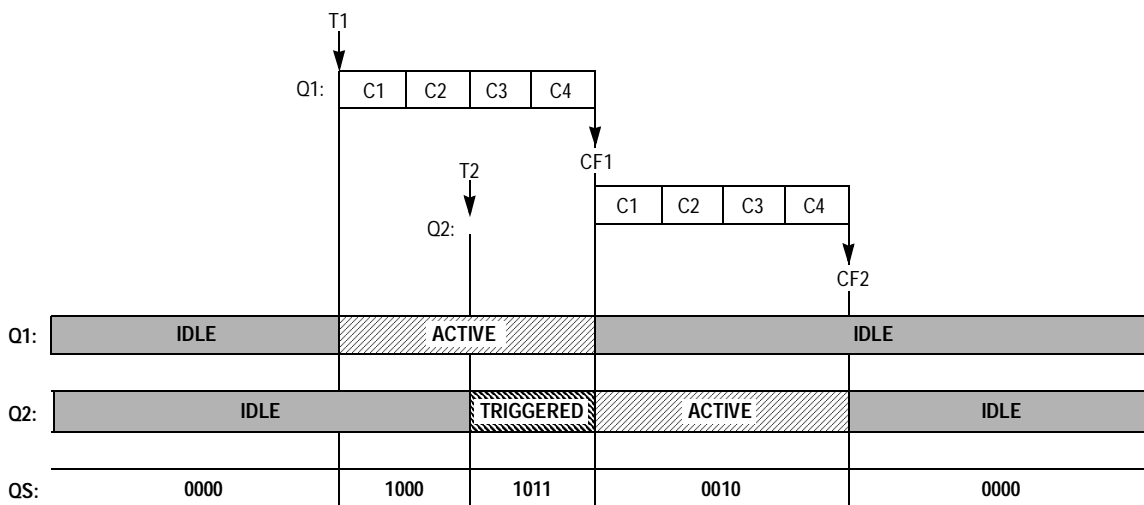 T1
Q1: C1 C2 C3 C4
CF1
T2
C1 C2 C3 C4
Q2:
CF2
Q1: IDLE ACTIVE IDLE
Q2: IDLE TRIGGERED ACTIVE IDLE
QS: 0000 1000 1011 0010 0000